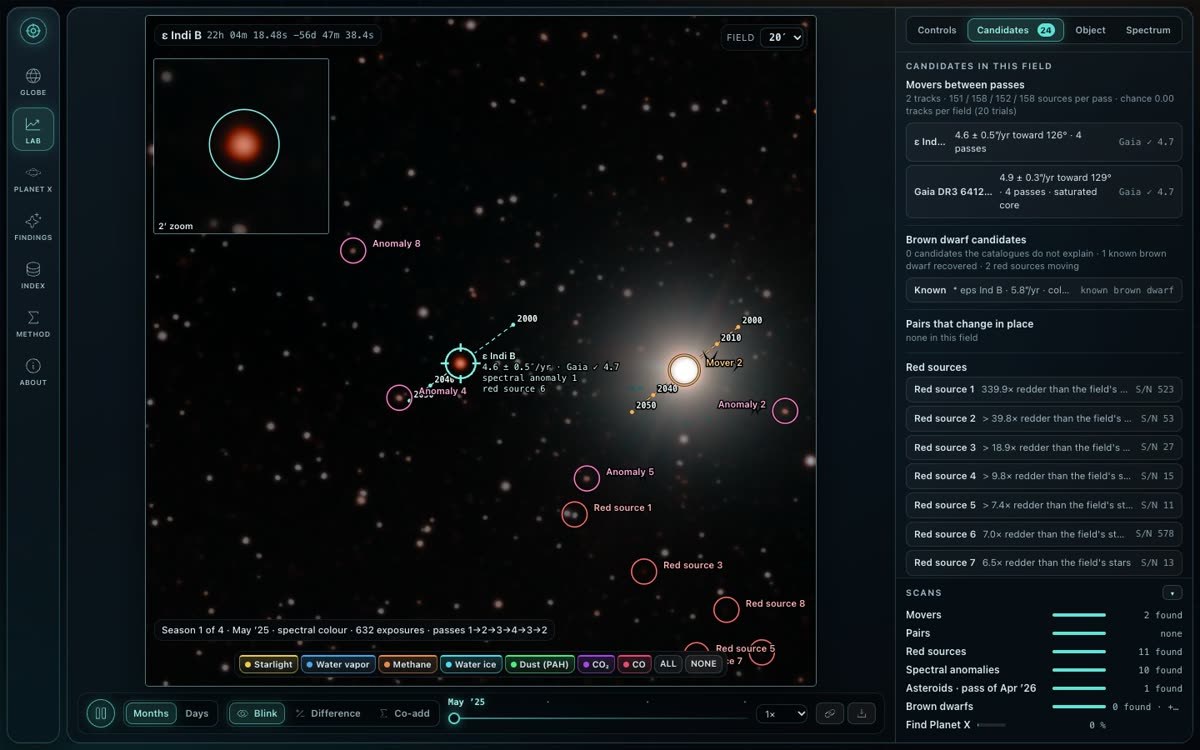 GLOBE
LAB
PLANET X
FINDINGS
INDEX
METHOD
ABOUT
ε Indi B 22h 04m 18.48s −56d 47m 38.4s
FIELD 20′
2′ zoom
Anomaly 8
2000
ε Indi B
4.6 ± 0.5″/yr · Gaia ✓ 4.7
spectral anomaly 1
red source 6
Anomaly 4
2000
2010
Mover 2
2040
2050
Anomaly 2
Anomaly 5
Red source 1
Red source 3
Red source 8
Red source 5
Season 1 of 4 · May '25 · spectral colour · 632 exposures · passes 1→2→3→4→3→2
Starlight
Water vapor
Methane
Water ice
Dust (PAH)
CO₂
CO
ALL
NONE
Months
Days
Blink
Difference
Co-add
May '25
1×
Controls
Candidates 24
Object
Spectrum
CANDIDATES IN THIS FIELD
Movers between passes
2 tracks · 151 / 158 / 152 / 158 sources per pass · chance 0.00
tracks per field (20 trials)
ε Ind… 4.6 ± 0.5″/yr toward 126° · 4 passes Gaia ✓ 4.7
Gaia DR3 6412… 4.9 ± 0.3″/yr toward 129° · 4 passes · saturated core Gaia ✓ 4.7
Brown dwarf candidates
0 candidates the catalogues do not explain · 1 known brown
dwarf recovered · 2 red sources moving
Known * eps Ind B · 5.8″/yr · col… known brown dwarf
Pairs that change in place
none in this field
Red sources
Red source 1 339.9× redder than the field's … S/N 523
Red source 2 > 39.8× redder than the field's … S/N 53
Red source 3 > 18.9× redder than the field's … S/N 27
Red source 4 > 9.8× redder than the field's s… S/N 15
Red source 5 > 7.4× redder than the field's st… S/N 11
Red source 6 7.0× redder than the field's st… S/N 578
Red source 7 6.5× redder than the field's stars S/N 13
SCANS
Movers 2 found
Pairs none
Red sources 11 found
Spectral anomalies 10 found
Asteroids · pass of Apr '26 1 found
Brown dwarfs 0 found · +…
Find Planet X 0 %